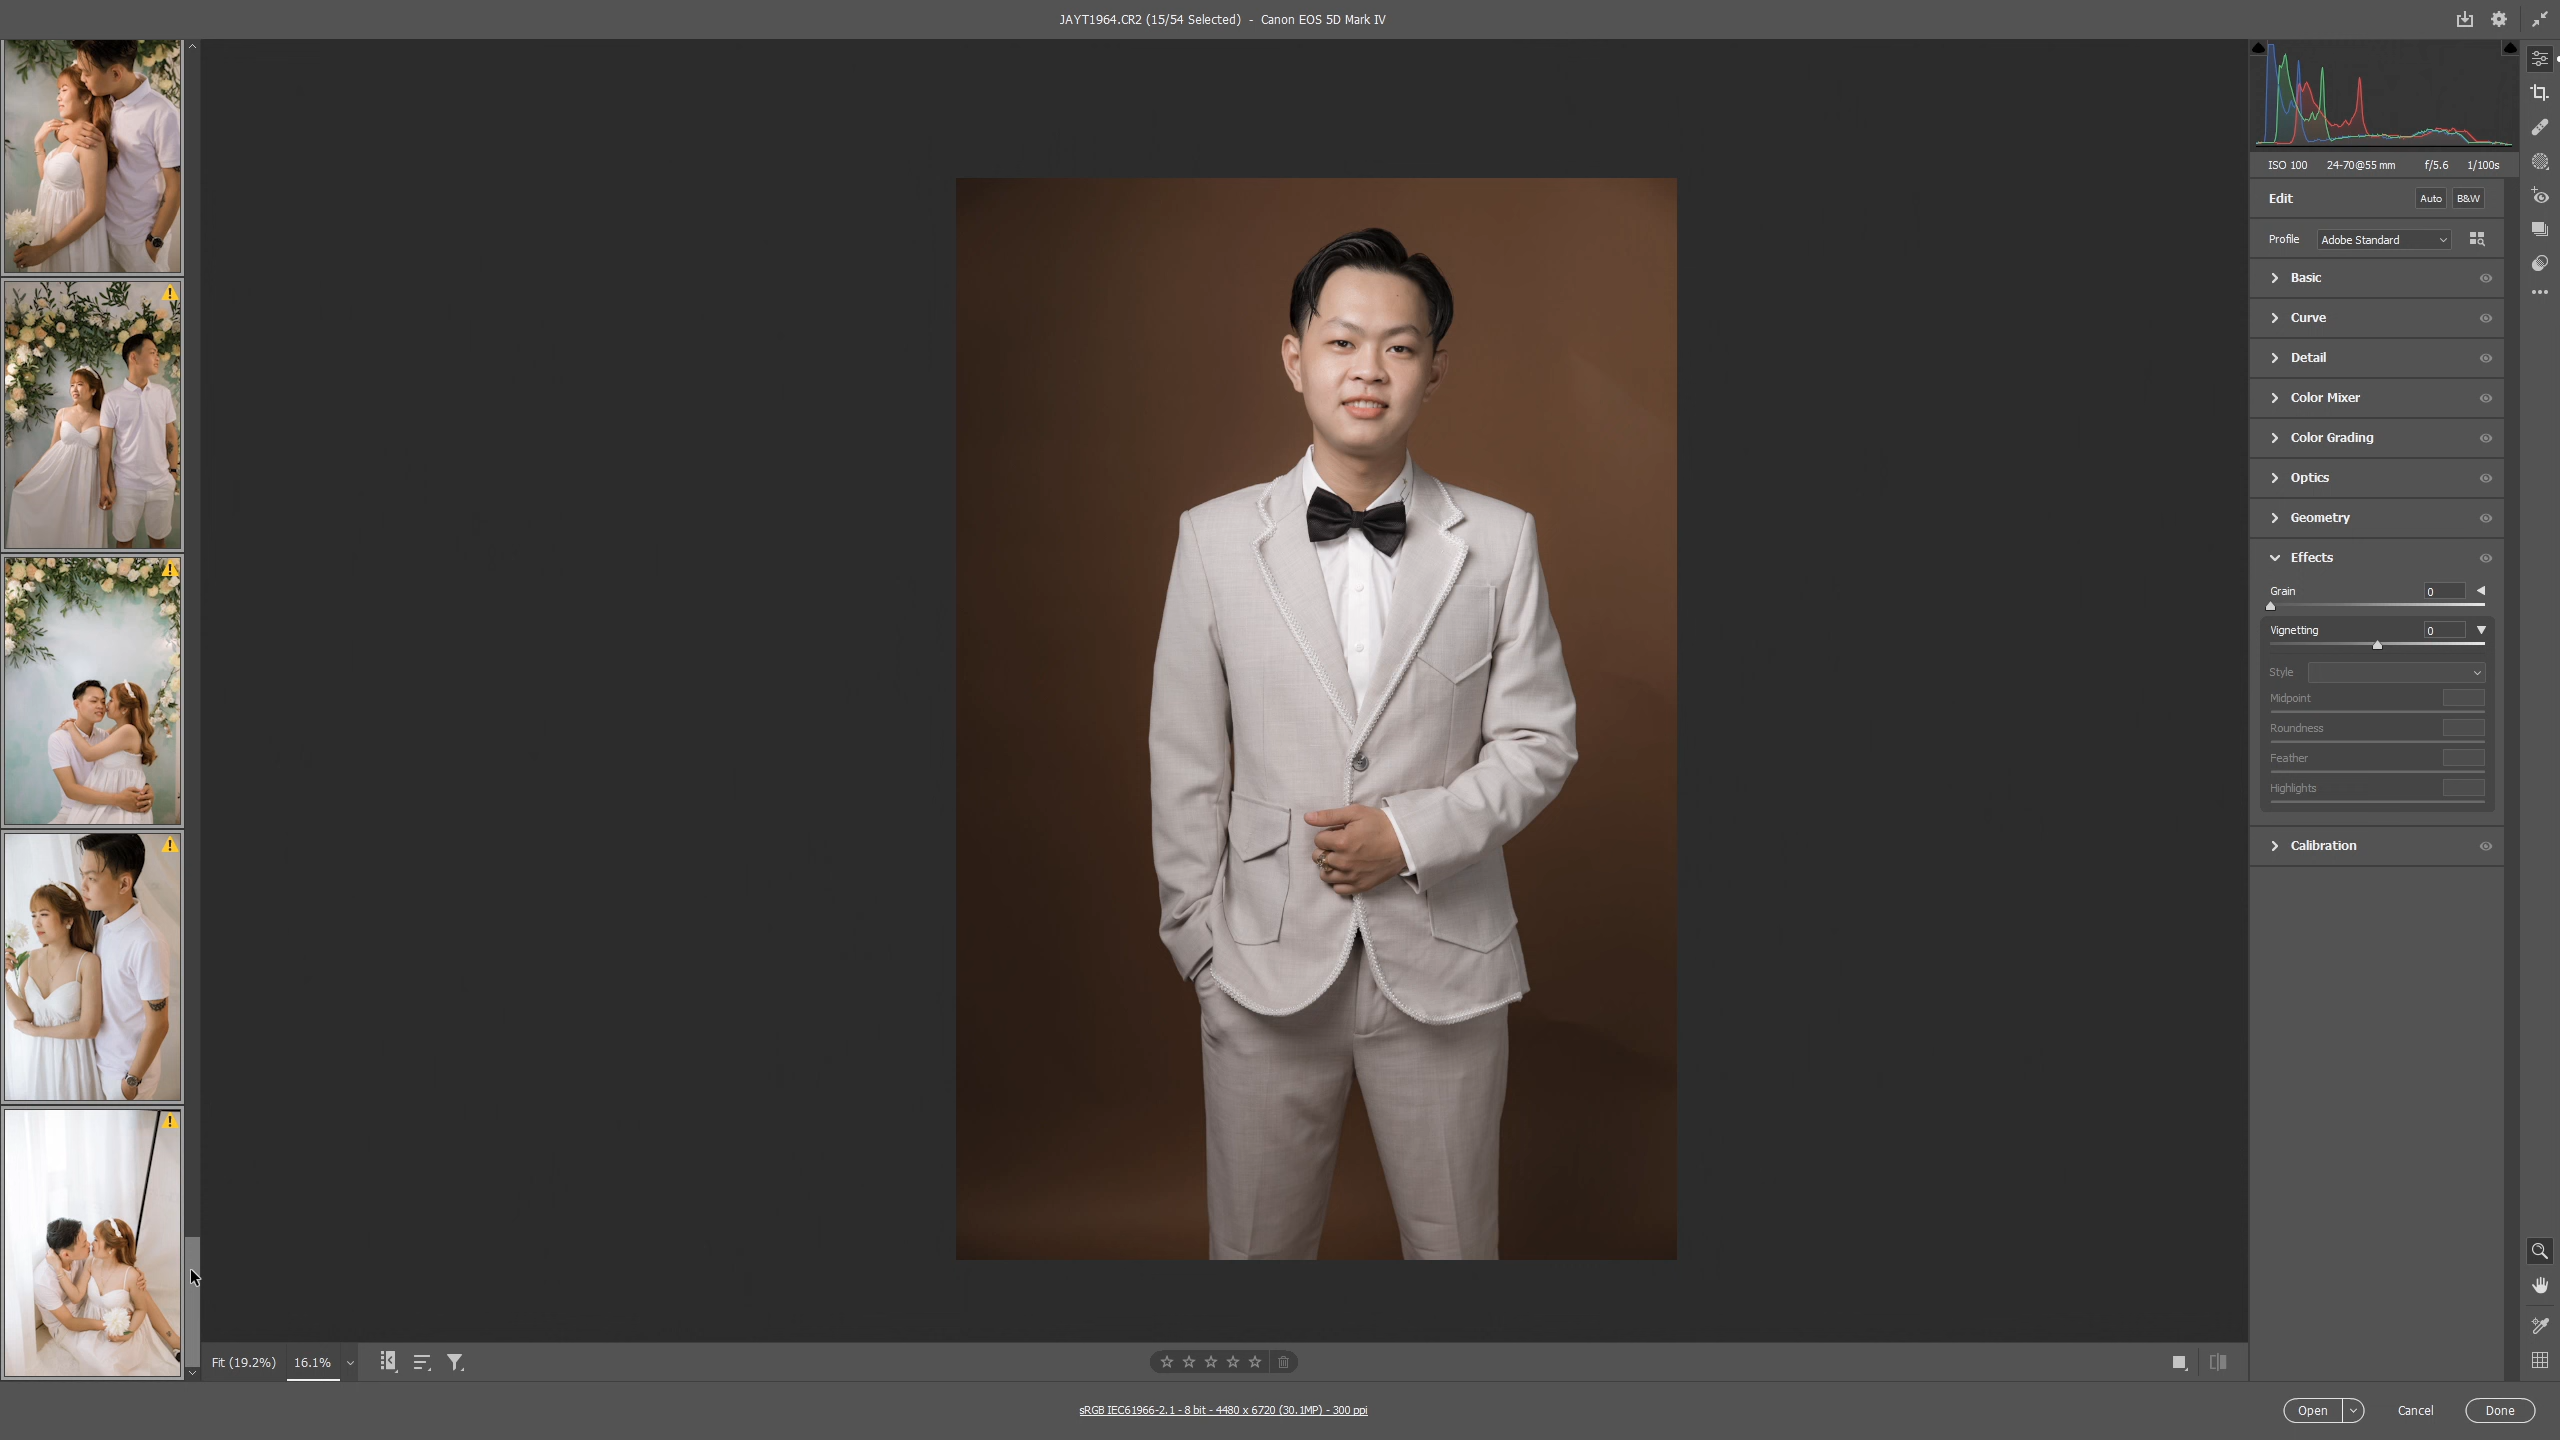 JAYT1964.CR2 (15/54 Selected) - Canon EOS 5D Mark IV
ISO 100 24-70@55 mm f/5.6 1/100s
Edit Auto B&W
Profile Adobe Standard
Basic
Curve
Detail
Color Mixer
Color Grading
Optics
Geometry
Effects
Grain 0
Vignetting 0
Style
Midpoint
Roundness
Feather
Highlights
Calibration
Fit (19.2%) 16.1%
sRGB IEC61966-2.1 - 8 bit - 4480 x 6720 (30.1MP) - 300 ppi
Open Cancel Done